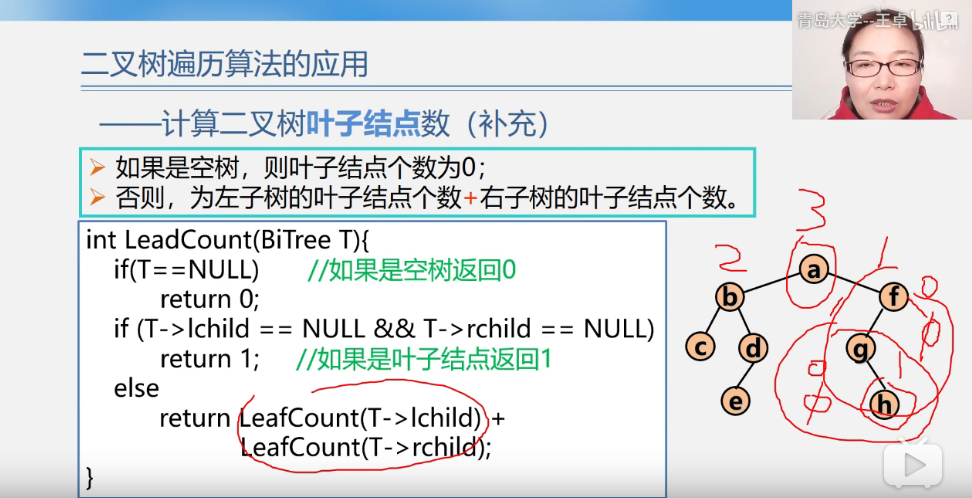 青岛大学--王卓
二叉树遍历算法的应用
——计算二叉树叶子结点数（补充）
如果是空树，则叶子结点个数为0；
否则，为左子树的叶子结点个数+右子树的叶子结点个数。
int LeadCount(BiTree T){
if(T==NULL) //如果是空树返回0
return 0;
if (T->lchild == NULL && T->rchild == NULL)
return 1; //如果是叶子结点返回1
else
return LeafCount(T->lchild) +
LeafCount(T->rchild);
}
3
2 a 1
b f 0
c d g 0
0 1
e 0 h